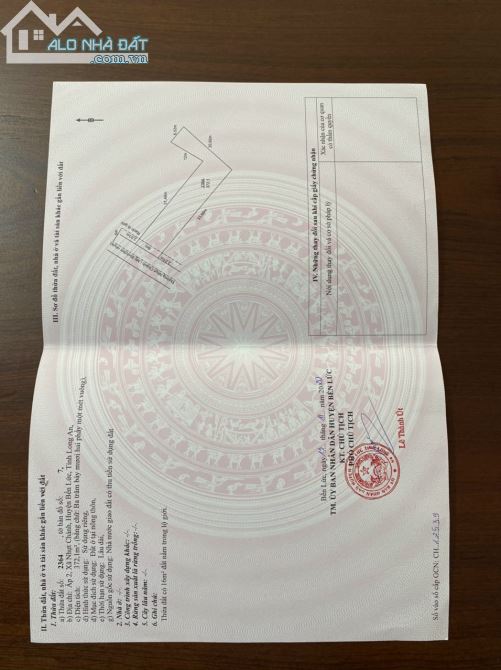 ALO NHÀ ĐẤT
.com.vn
II. Thửa đất, nhà ở và tài sản khác gắn liền với đất
1. Thửa đất:
a) Thửa đất số: 2364 , tờ bản đồ số: 7,
b) Địa chỉ: Ấp 2, Xã Nhựt Chánh, Huyện Bến Lức, Tỉnh Long An,
c) Diện tích: 372,1m², (bằng chữ: Ba trăm bảy mươi hai phẩy một mét vuông),
d) Hình thức sử dụng: Sử dụng riêng,
đ) Mục đích sử dụng: Đất ở tại nông thôn,
e) Thời hạn sử dụng: Lâu dài,
g) Nguồn gốc sử dụng: Nhà nước giao đất có thu tiền sử dụng đất
2. Nhà ở: -/-.
3. Công trình xây dựng khác: -/-.
4. Rừng sản xuất là rừng trồng: -/-.
5. Cây lâu năm: -/-.
6. Ghi chú:
Thửa đất có 16m² đất nằm trong lộ giới.
Bến Lức, ngày tháng năm 20
TM. ỦY BAN NHÂN DÂN HUYỆN BẾN LỨC
KT. CHỦ TỊCH
PHÓ CHỦ TỊCH
Lê Thành Út
Số vào sổ cấp GCN: CH
III. Sơ đồ thửa đất, nhà ở và tài sản khác gắn liền với đất
B
2364
372.1
IV. Những thay đổi sau khi cấp giấy chứng nhận
Nội dung thay đổi và cơ sở pháp lý
Xác nhận của cơ quan
có thẩm quyền